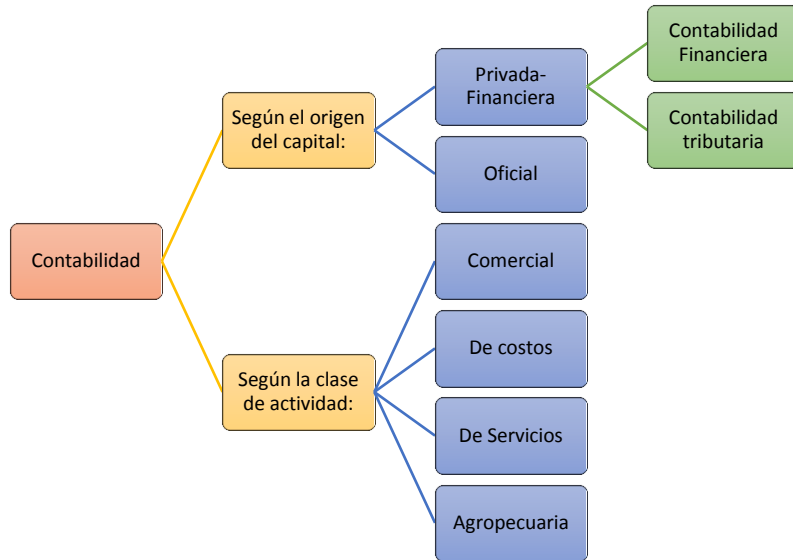 Contabilidad
Según el origen
del capital:
Privada-
Financiera
Contabilidad
Financiera
Contabilidad
tributaria
Oficial
Según la clase
de actividad:
Comercial
De costos
De Servicios
Agropecuaria